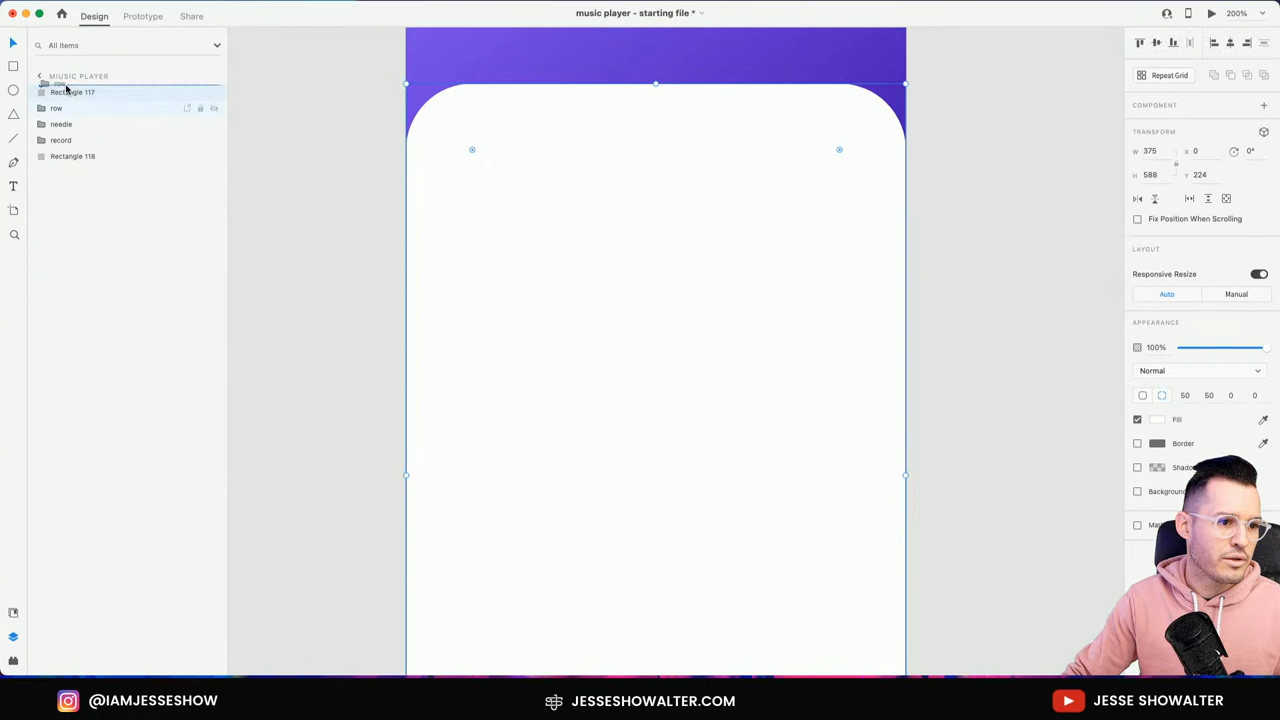 Design
Prototype
Share
music player – starting file *
200%
All Items
MIUSIC PLAYER
row
Rectangle 117
row
needle
record
Rectangle 118
Repeat Grid
COMPONENT
TRANSFORM
W 375 X 0 0°
H 588 Y 224
Fix Position When Scrolling
LAYOUT
Responsive Resize
Auto Manual
APPEARANCE
100%
Normal
50 50 0 0
Fill
Border
@IAMJESSESHOW
JESSESHOWALTER.COM
JESSE SHOWALTER